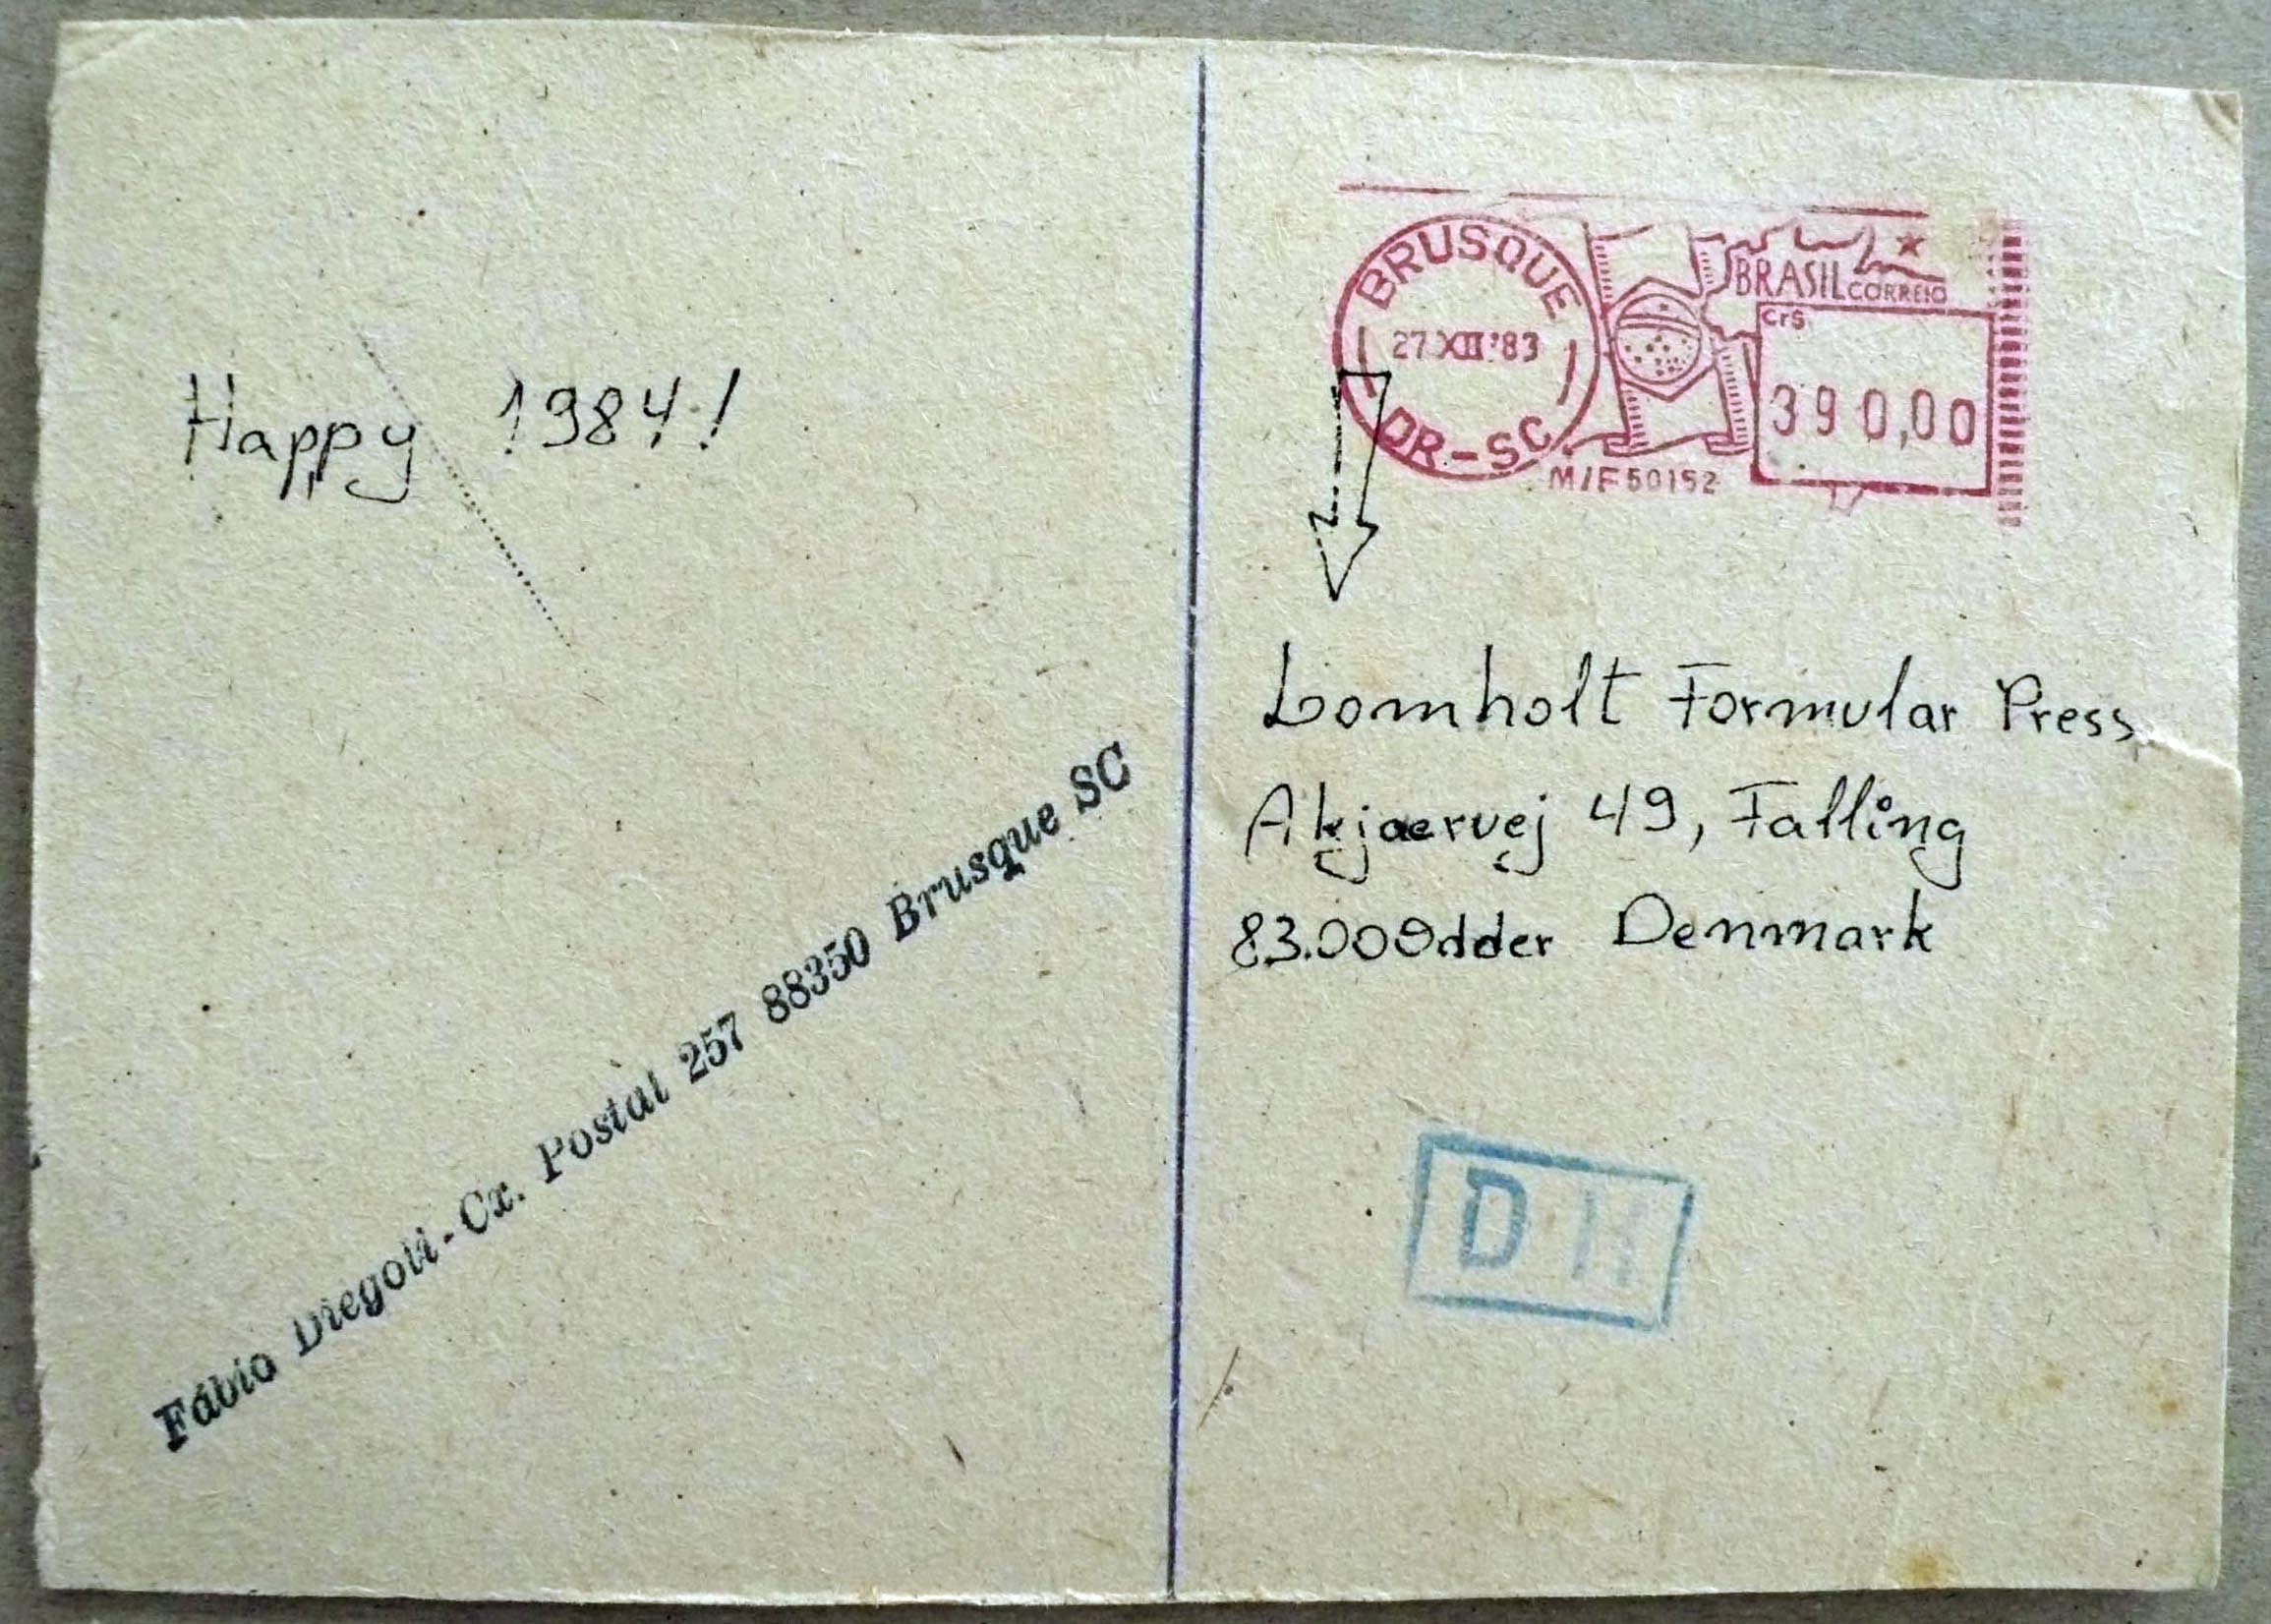 Happy 1984!
Fábio Diegoli - Cx. Postal 257 88350 Brusque SC
BRUSQUE
27 XII '83
DR-SC
BRASIL CORREIO
Cr$
390,00
M/F 50152
Lomholt Formular Press
Akjaervej 49, Falling
83.00 Odder Denmark
DK